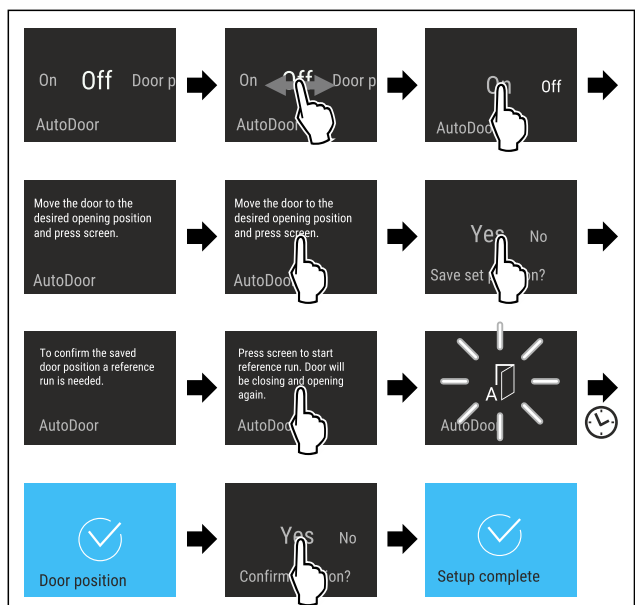 On Off Door p
AutoDoor
On Off Door p
AutoDoor
On Off
AutoDoo
Move the door to the
desired opening position
and press screen.
AutoDoor
Move the door to the
desired opening position
and press screen.
AutoDoor
Yes No
Save set p on?
To confirm the saved
door position a reference
run is needed.
AutoDoor
Press screen to start
reference run. Door will
be closing and opening
again.
AutoDoo
A
AutoDoor
Door position
Yes No
Confirm on?
Setup complete